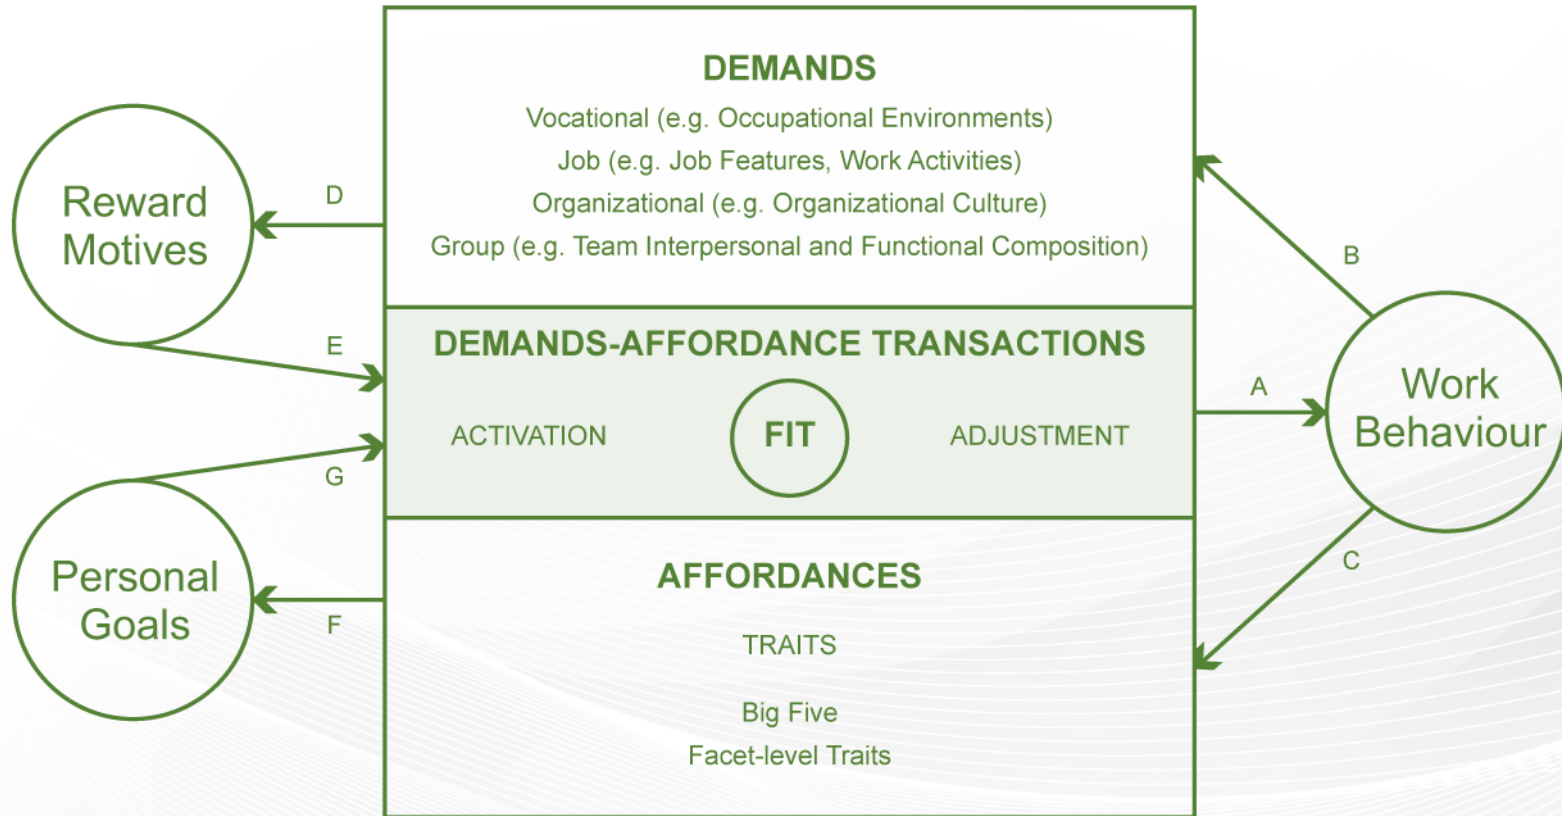 DEMANDS
Vocational (e.g. Occupational Environments)
Job (e.g. Job Features, Work Activities)
Organizational (e.g. Organizational Culture)
Group (e.g. Team Interpersonal and Functional Composition)
Reward
Motives
D
B
E
DEMANDS-AFFORDANCE TRANSACTIONS
ACTIVATION
FIT
ADJUSTMENT
A
Work
Behaviour
G
Personal
Goals
F
C
AFFORDANCES
TRAITS
Big Five
Facet-level Traits